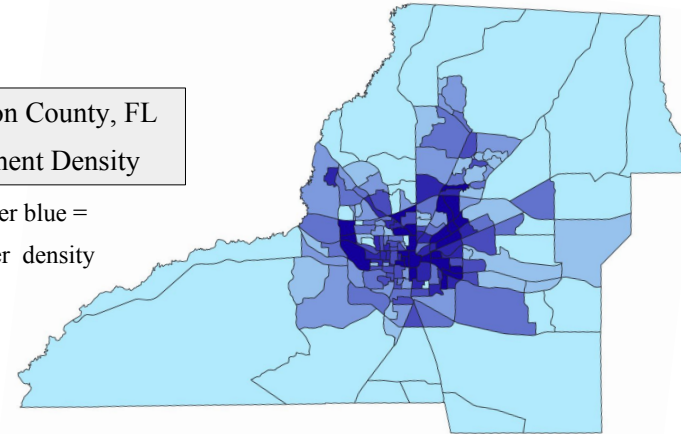 on County, FL
ment Density
er blue =
er density